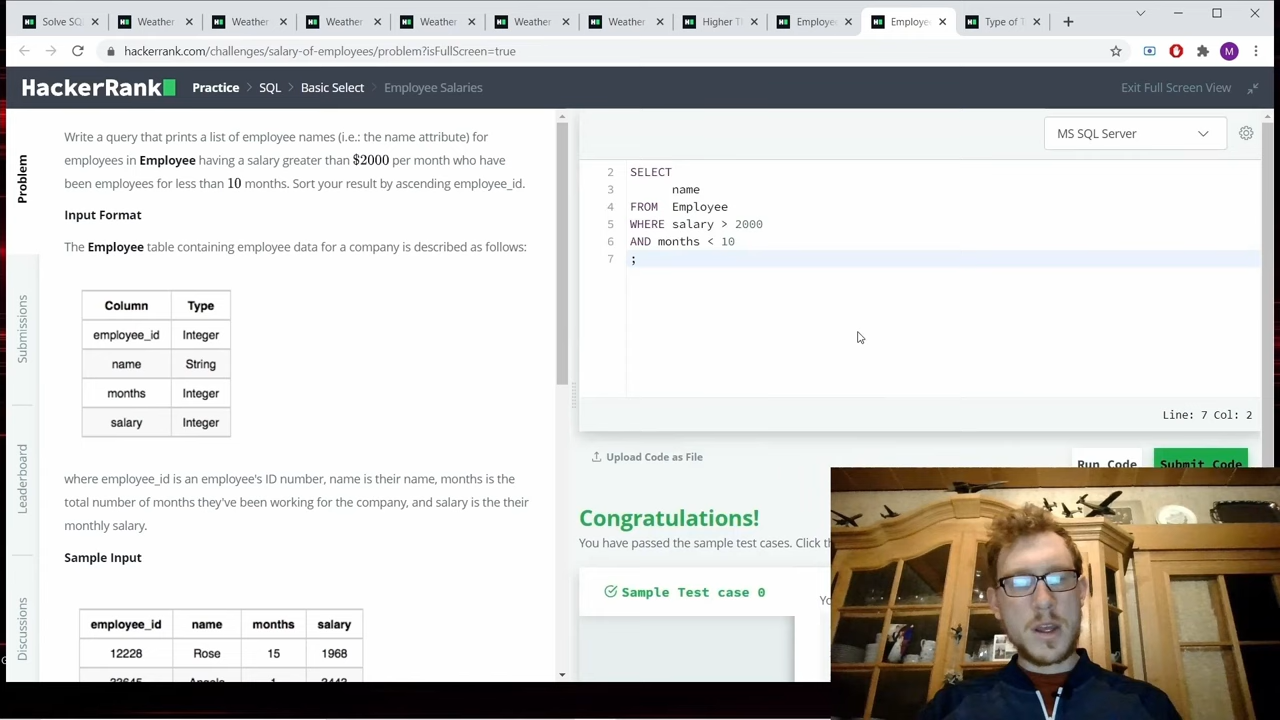 Solve SQ
Weather
Weather
Weather
Weather
Weather
Weather
Higher T
Employe
Employe
Type of T
hackerrank.com/challenges/salary-of-employees/problem?isFullScreen=true
M
HackerRank
Practice > SQL > Basic Select > Employee Salaries
Exit Full Screen View
Problem
Submissions
Leaderboard
Discussions
Write a query that prints a list of employee names (i.e.: the name attribute) for
employees in Employee having a salary greater than $2000 per month who have
been employees for less than 10 months. Sort your result by ascending employee_id.
Input Format
The Employee table containing employee data for a company is described as follows:
Column Type
employee_id Integer
name String
months Integer
salary Integer
where employee_id is an employee's ID number, name is their name, months is the
total number of months they've been working for the company, and salary is the their
monthly salary.
Sample Input
employee_id name months salary
12228 Rose 15 1968
33645 Angela 1 3443
MS SQL Server
2 SELECT
3 name
4 FROM Employee
5 WHERE salary > 2000
6 AND months < 10
7 ;
Line: 7 Col: 2
Upload Code as File
Run Code
Submit Code
Congratulations!
You have passed the sample test cases. Click th
Sample Test case 0
Yo